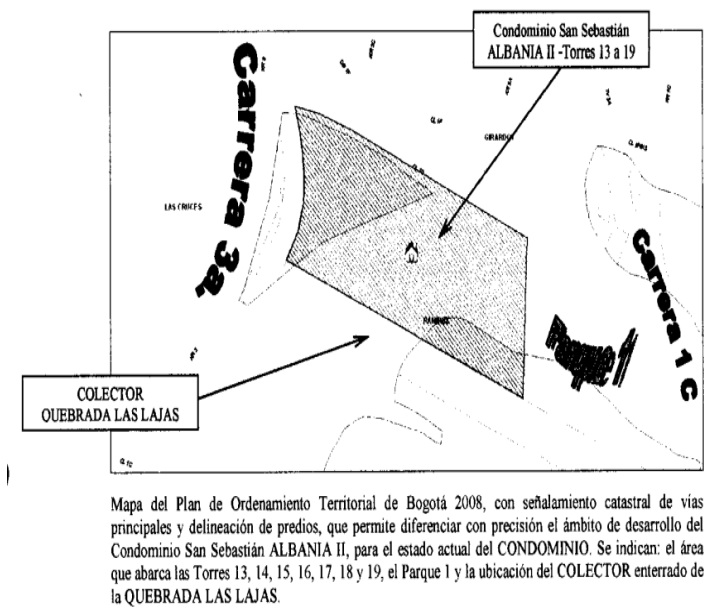 Condominio San Sebastián
ALBANIA II -Torres 13 a 19
Carrera 3a,
GIRARDOT
LAS CRUCES
Carrera 1 C
Parque 1
RAMIREZ
COLECTOR
QUEBRADA LAS LAJAS
Mapa del Plan de Ordenamiento Territorial de Bogotá 2008, con señalamiento catastral de vías
principales y delineación de predios, que permite diferenciar con precisión el ámbito de desarrollo del
Condominio San Sebastián ALBANIA II, para el estado actual del CONDOMINIO. Se indican: el área
que abarca las Torres 13, 14, 15, 16, 17, 18 y 19, el Parque 1 y la ubicación del COLECTOR enterrado de
la QUEBRADA LAS LAJAS.